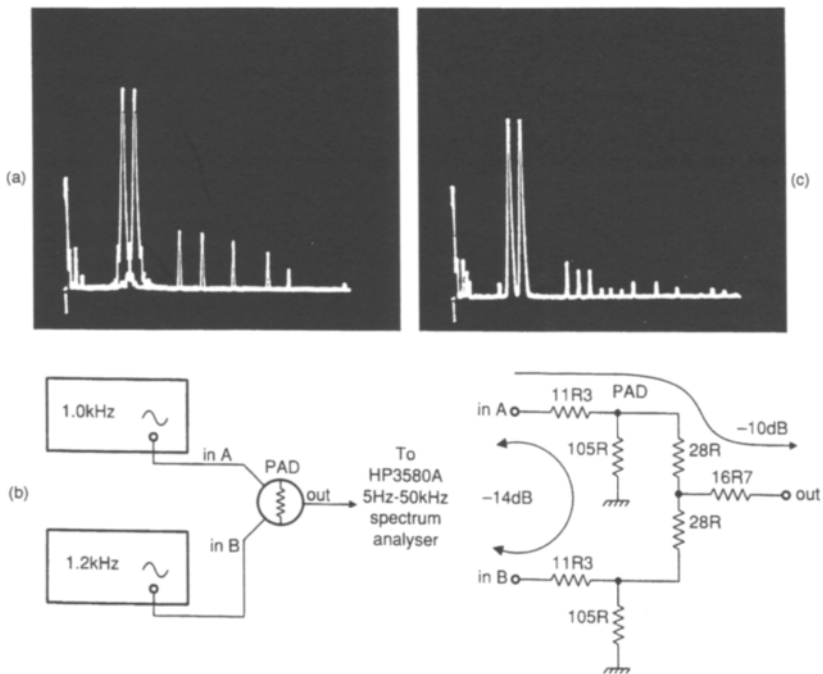 (a)
(c)
(b)
1.0kHz
in A
PAD
out
in B
1.2kHz
To
HP3580A
5Hz-50kHz
spectrum
analyser
11R3
PAD
in A
-10dB
105R
28R
16R7
-14dB
out
28R
11R3
in B
105R